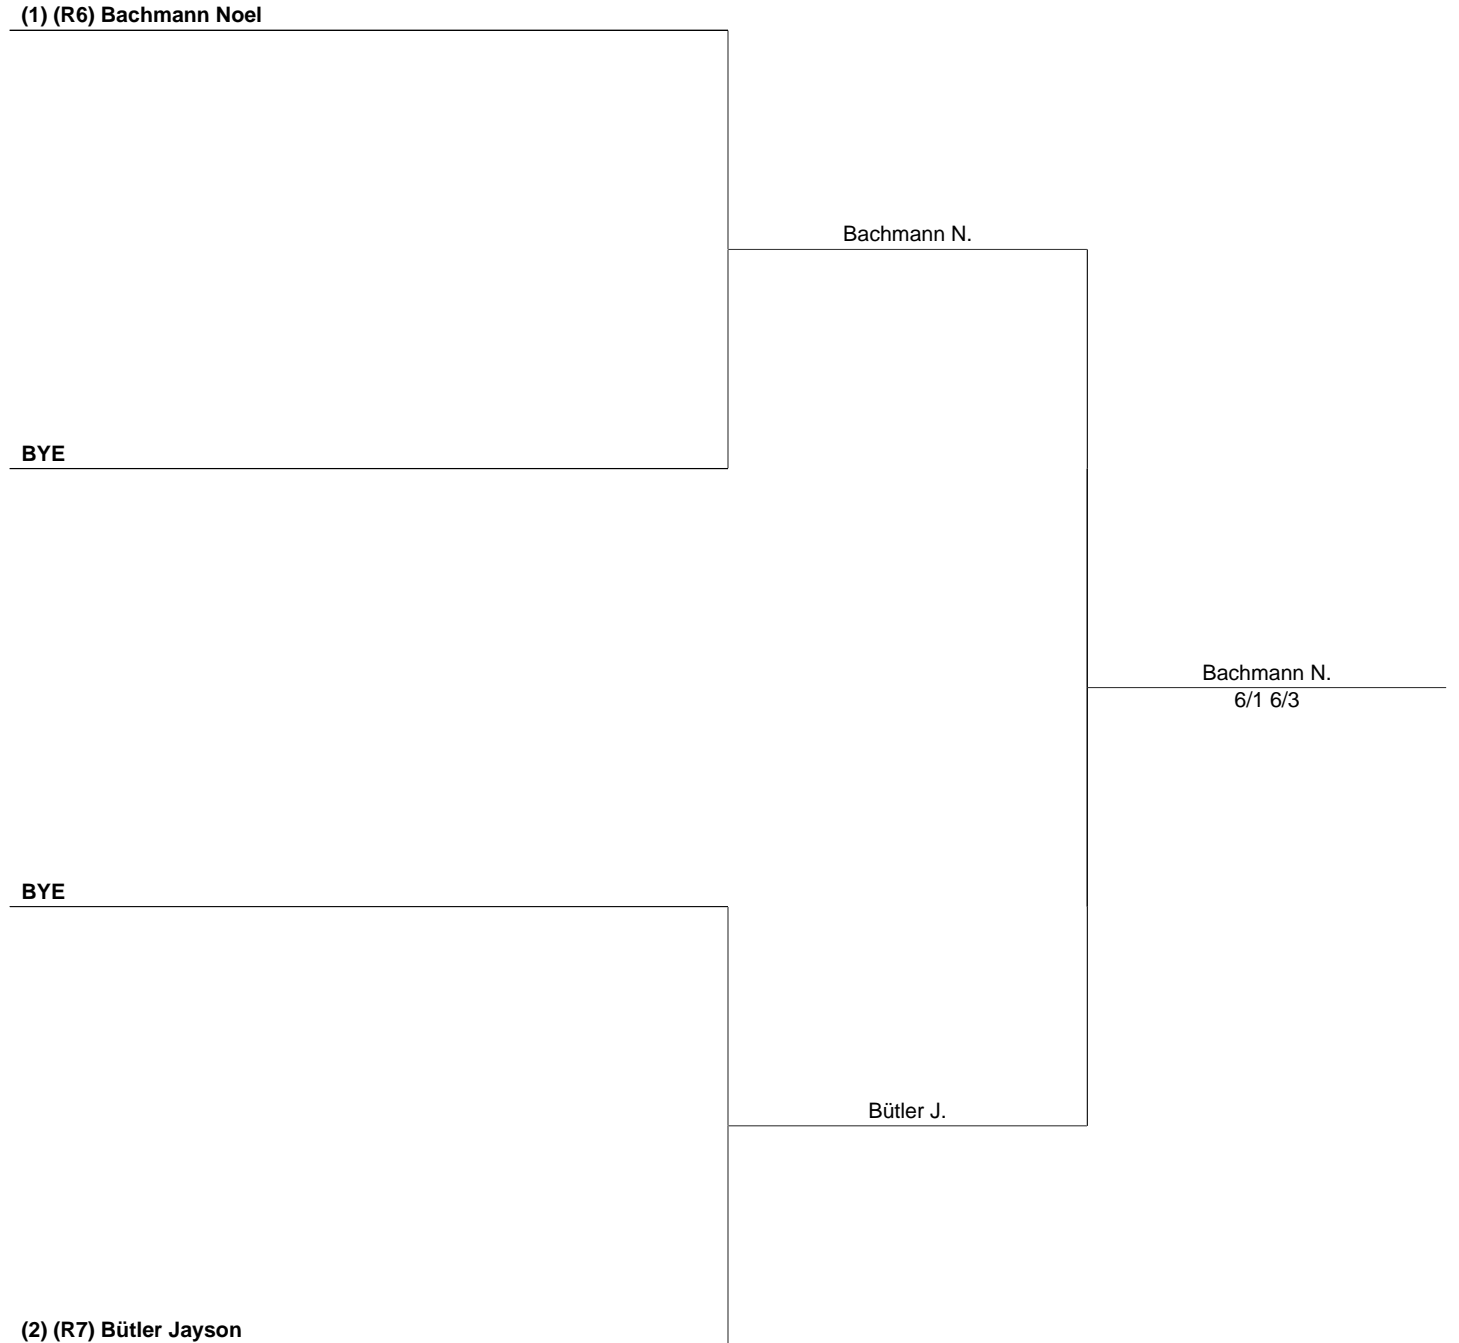 (1) (R6) Bachmann Noel
Bachmann N.
BYE
Bachmann N.
6/1 6/3
BYE
Bütler J.
(2) (R7) Bütler Jayson